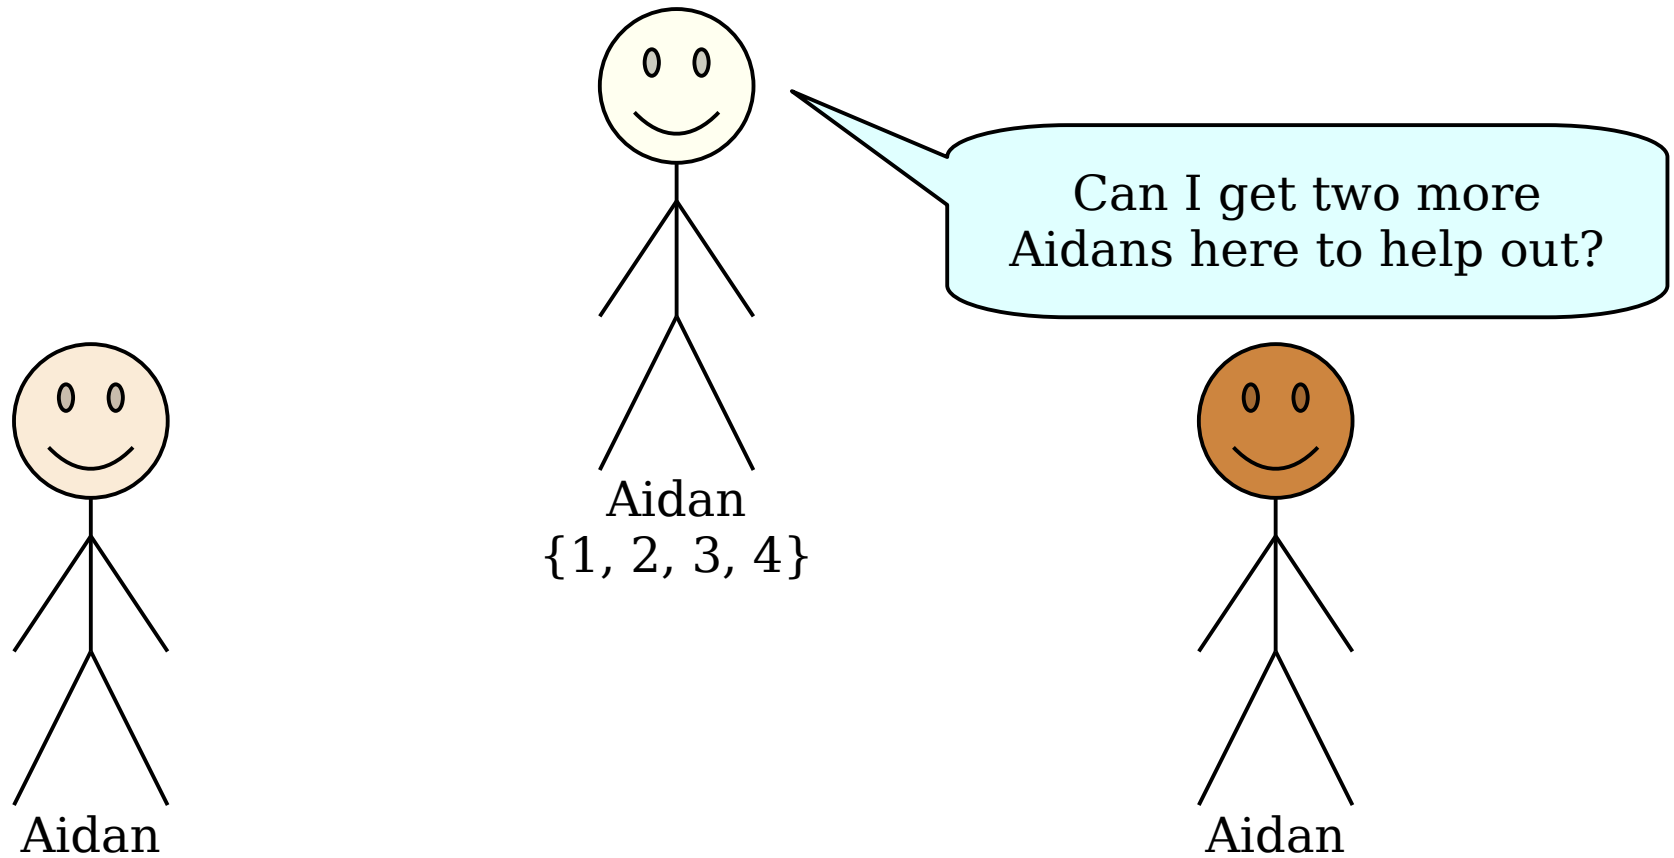 Can I get two more
Aidans here to help out?
Aidan
{1, 2, 3, 4}
Aidan
Aidan